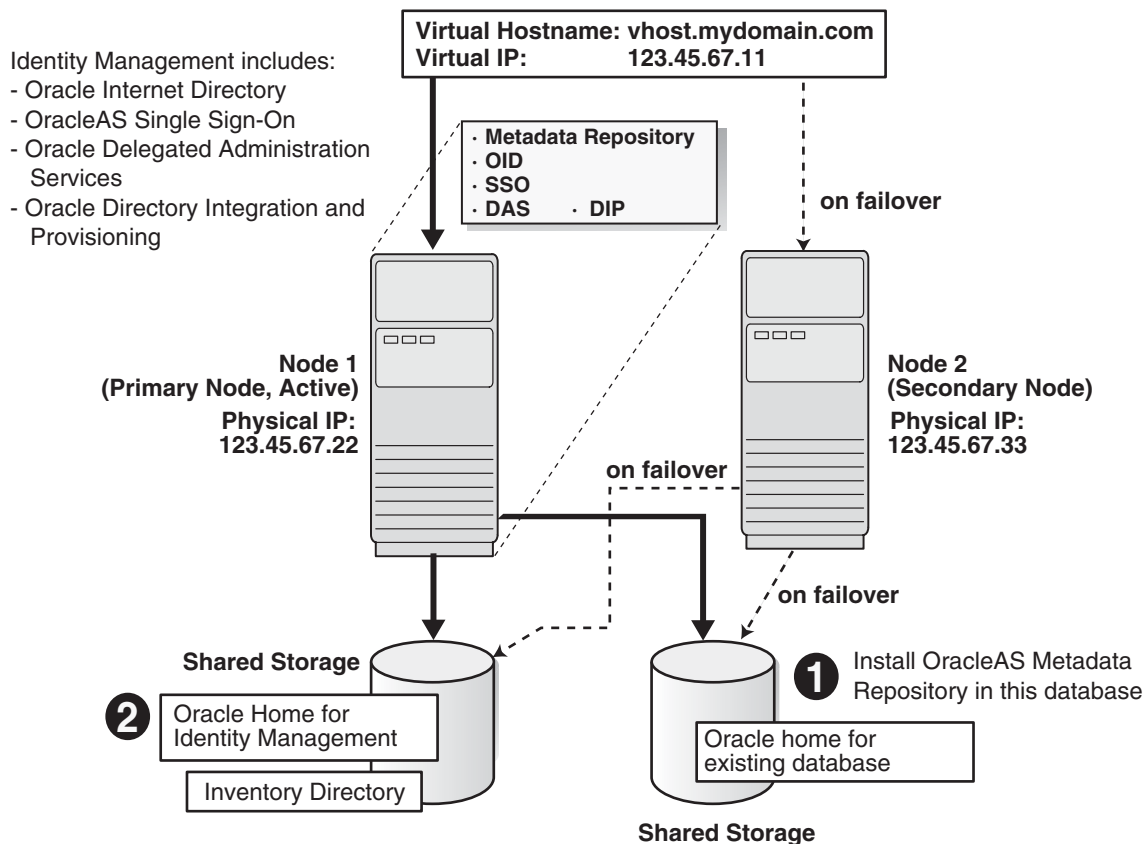 Virtual Hostname: vhost.mydomain.com
Virtual IP: 123.45.67.11
Identity Management includes:
- Oracle Internet Directory
- OracleAS Single Sign-On
- Oracle Delegated Administration
Services
- Oracle Directory Integration and
Provisioning
· Metadata Repository
· OID
· SSO
· DAS · DIP
on failover
Node 1
(Primary Node, Active)
Physical IP:
123.45.67.22
Node 2
(Secondary Node)
Physical IP:
123.45.67.33
on failover
on failover
Shared Storage
2
Oracle Home for
Identity Management
Inventory Directory
1
Install OracleAS Metadata
Repository in this database
Oracle home for
existing database
Shared Storage